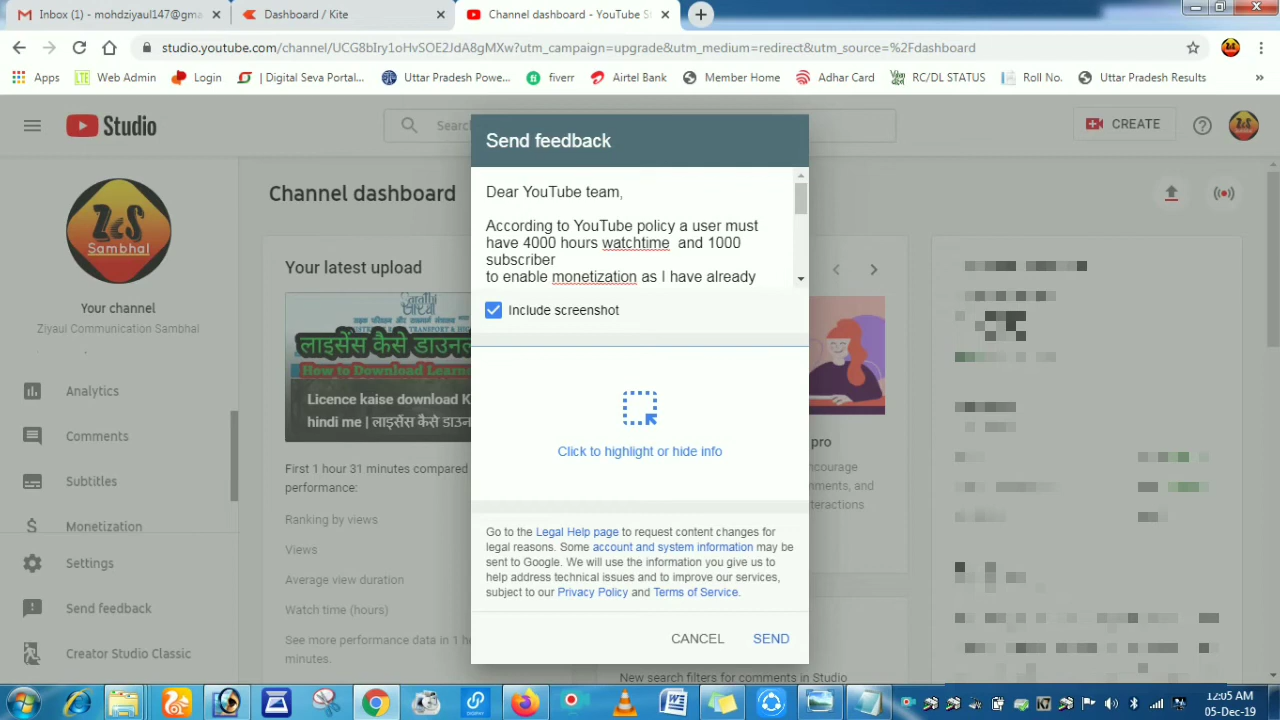 Inbox (6) - mohdziyaul147@gma
Dashboard / Kite
Channel dashboard - YouTube S
studio.youtube.com/channel/UCG8bIry1oHvSOE2JdA8gMXw?utm_campaign=upgrade&utm_medium=redirect&utm_source=%2Fdashboard
Apps
Web Admin
Login
| Digital Seva Portal...
Uttar Pradesh Powe...
fiverr
Airtel Bank
Member Home
Adhar Card
RC/DL STATUS
Roll No.
Uttar Pradesh Results
»
Studio
Searc
CREATE
ZcS
Sambhal
Your channel
Ziyaul Communication Sambhal
Analytics
Comments
Subtitles
Monetization
Settings
Send feedback
Creator Studio Classic
Channel dashboard
Your latest upload
लाइसेंस कैसे डाउनल
How to Download Learn
Licence kaise download K
hindi me | लाइसेंस कैसे डाउन
First 1 hour 31 minutes compared
performance:
Ranking by views
Views
Average view duration
Watch time (hours)
See more performance data in 1 h
minutes.
Send feedback
Dear YouTube team,
According to YouTube policy a user must
have 4000 hours watchtime and 1000
subscriber
to enable monetization as I have already
Include screenshot
Click to highlight or hide info
Go to the Legal Help page to request content changes for
legal reasons. Some account and system information may be
sent to Google. We will use the information you give us to
help address technical issues and to improve our services,
subject to our Privacy Policy and Terms of Service.
CANCEL
SEND
pro
ncourage
nments, and
teractions.
New search filters for comments in Studio
12:05 AM
05-Dec-19